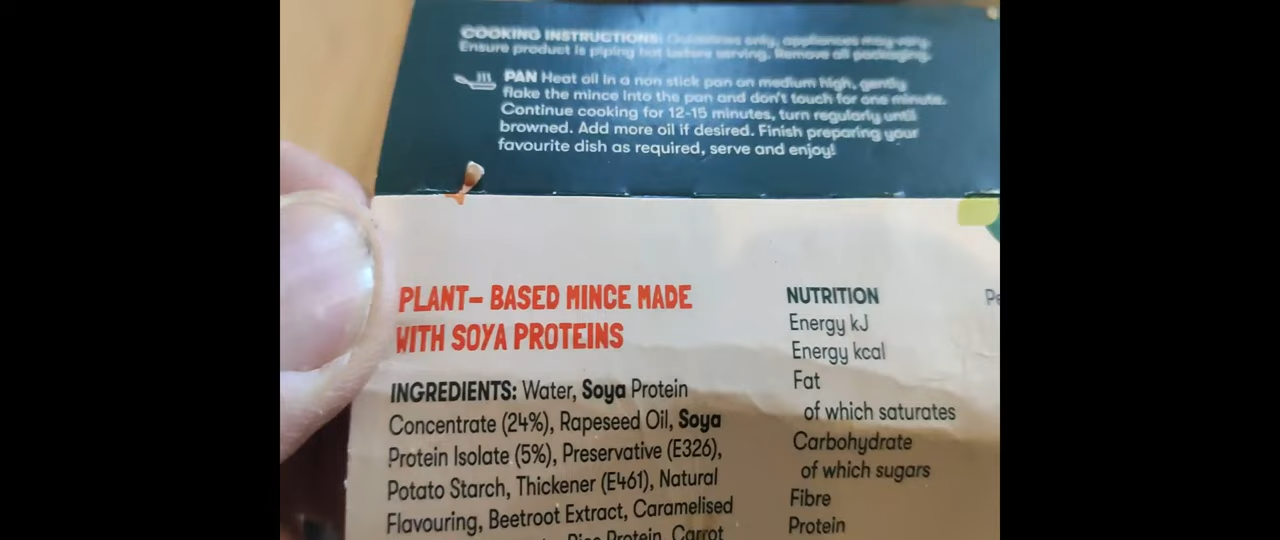 COOKING INSTRUCTIONS: Guidelines only, appliances may vary.
Ensure product is piping hot before serving. Remove all packaging.
PAN Heat oil in a non stick pan on medium high, gently
flake the mince into the pan and don't touch for one minute.
Continue cooking for 12-15 minutes, turn regularly until
browned. Add more oil if desired. Finish preparing your
favourite dish as required, serve and enjoy!
PLANT- BASED MINCE MADE
WITH SOYA PROTEINS
INGREDIENTS: Water, Soya Protein
Concentrate (24%), Rapeseed Oil, Soya
Protein Isolate (5%), Preservative (E326),
Potato Starch, Thickener (E461), Natural
Flavouring, Beetroot Extract, Caramelised
Rice Protein, Carrot
NUTRITION
Energy kJ
Energy kcal
Fat
of which saturates
Carbohydrate
of which sugars
Fibre
Protein